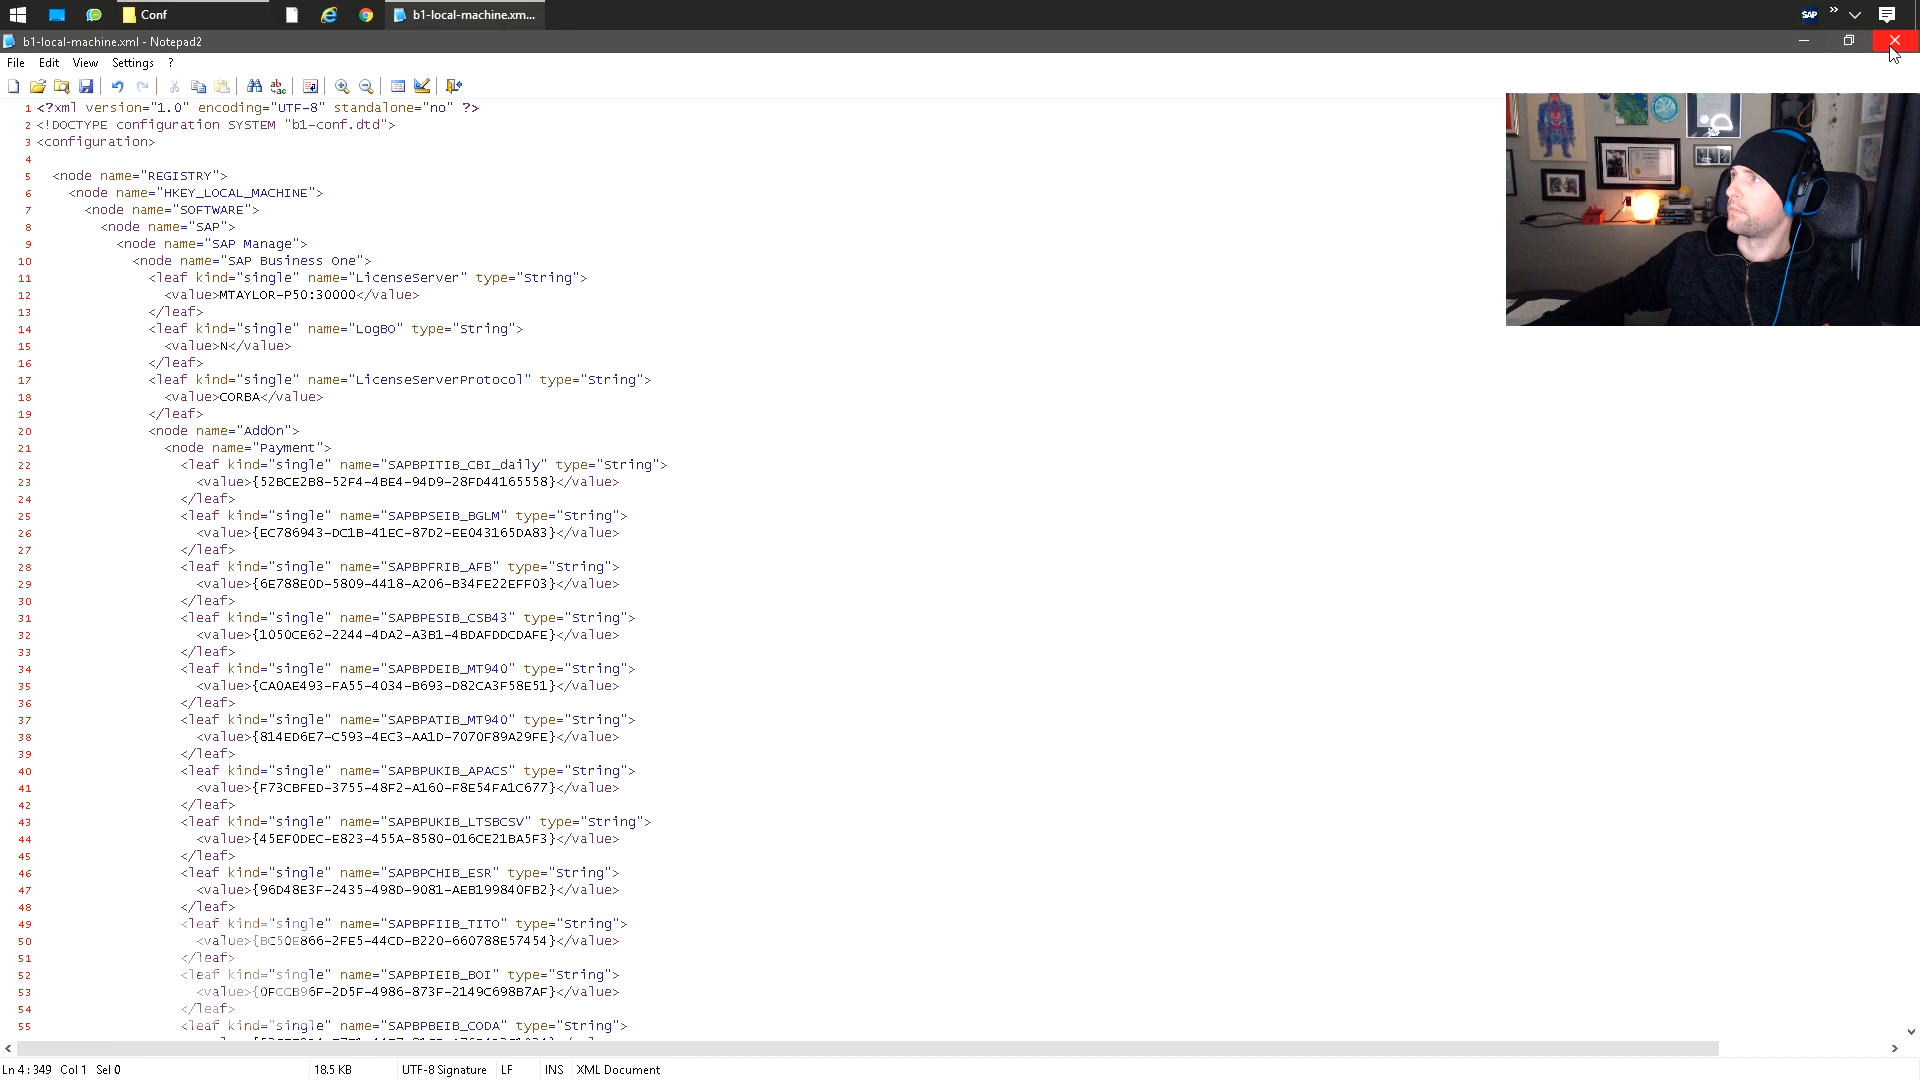 Conf
b1-local-machine.xm...
SAP
b1-local-machine.xml - Notepad2
File Edit View Settings ?
1 <?xml version="1.0" encoding="UTF-8" standalone="no" ?>
2 <!DOCTYPE configuration SYSTEM "b1-conf.dtd">
3 <configuration>
4
5 <node name="REGISTRY">
6 <node name="HKEY_LOCAL_MACHINE">
7 <node name="SOFTWARE">
8 <node name="SAP">
9 <node name="SAP Manage">
10 <node name="SAP Business One">
11 <leaf kind="single" name="LicenseServer" type="String">
12 <value>MTAYLOR-P50:30000</value>
13 </leaf>
14 <leaf kind="single" name="LogBO" type="String">
15 <value>N</value>
16 </leaf>
17 <leaf kind="single" name="LicenseServerProtocol" type="String">
18 <value>CORBA</value>
19 </leaf>
20 <node name="AddOn">
21 <node name="Payment">
22 <leaf kind="single" name="SAPBPITIB_CBI_daily" type="String">
23 <value>{52BCE2B8-52F4-4BE4-94D9-28FD44165558}</value>
24 </leaf>
25 <leaf kind="single" name="SAPBPSEIB_BGLM" type="String">
26 <value>{EC786943-DC1B-41EC-87D2-EE043165DA83}</value>
27 </leaf>
28 <leaf kind="single" name="SAPBPFRIB_AFB" type="String">
29 <value>{6E788E0D-5809-4418-A206-B34FE22EFF03}</value>
30 </leaf>
31 <leaf kind="single" name="SAPBPESIB_CSB43" type="String">
32 <value>{1050CE62-2244-4DA2-A3B1-4BDAFDDCDAFE}</value>
33 </leaf>
34 <leaf kind="single" name="SAPBPDEIB_MT940" type="String">
35 <value>{CA0AE493-FA55-4034-B693-D82CA3F58E51}</value>
36 </leaf>
37 <leaf kind="single" name="SAPBPATIB_MT940" type="String">
38 <value>{814ED6E7-C593-4EC3-AA1D-7070F89A29FE}</value>
39 </leaf>
40 <leaf kind="single" name="SAPBPUKIB_APACS" type="String">
41 <value>{F73CBFED-3755-48F2-A160-F8E54FA1C677}</value>
42 </leaf>
43 <leaf kind="single" name="SAPBPUKIB_LTSBCSV" type="String">
44 <value>{45EF0DEC-E823-455A-8580-016CE21BA5F3}</value>
45 </leaf>
46 <leaf kind="single" name="SAPBPCHIB_ESR" type="String">
47 <value>{96D48E3F-2435-498D-9081-AEB199840FB2}</value>
48 </leaf>
49 <leaf kind="single" name="SAPBPFIIB_TITO" type="String">
50 <value>{BC50E866-2FE5-44CD-B220-660788E57454}</value>
51 </leaf>
52 <leaf kind="single" name="SAPBPIEIB_BOI" type="String">
53 <value>{0FCCB96F-2D5F-4986-873F-2149C698B7AF}</value>
54 </leaf>
55 <leaf kind="single" name="SAPBPBEIB_CODA" type="String">
Ln 4 : 349 Col 1 Sel 0 18.5 KB UTF-8 Signature LF INS XML Document